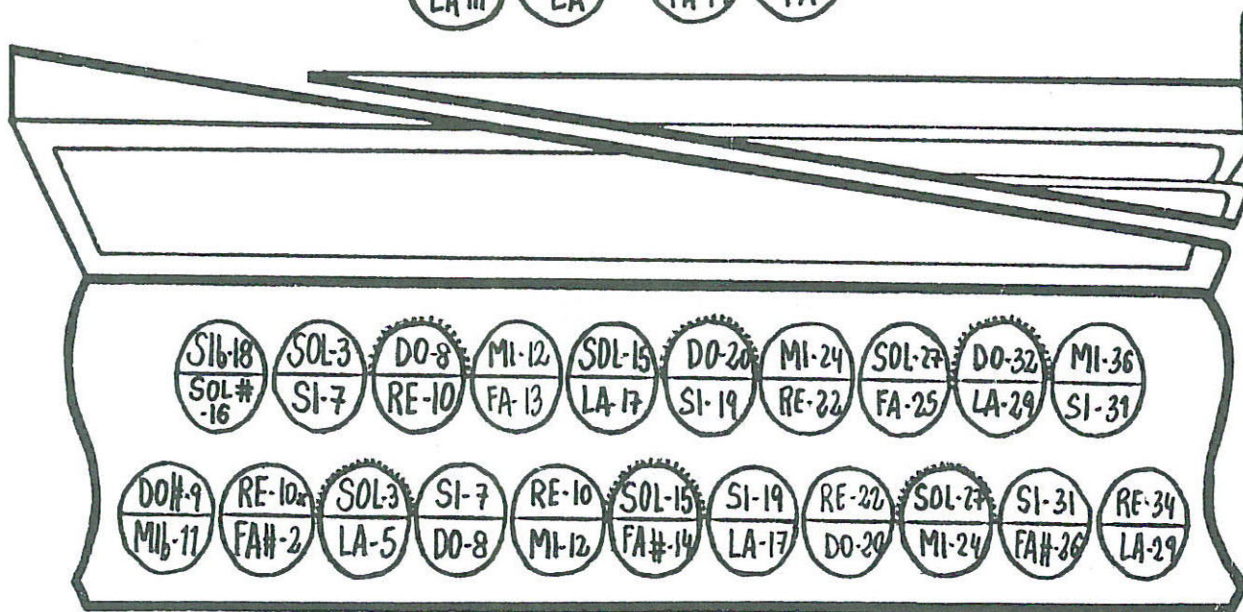 LA m LA FA
SIb-18 SOL-3 DO-8 MI-12 SOL-15 DO-20 MI-24 SOL-27 DO-32 MI-36
SOL# SI-7 RE-10 FA-13 LA-17 SI-19 RE-22 FA-25 LA-29 SI-31
-16
DO#-9 SOL-3 SI-7 RE-10 SOL-15 SI-19 RE-22 SOL-27 SI-31 RE-34
MIb-11 FA#-2 LA-5 DO-8 MI-12 FA#-14 LA-17 DO-20 MI-24 FA#-26 LA-29